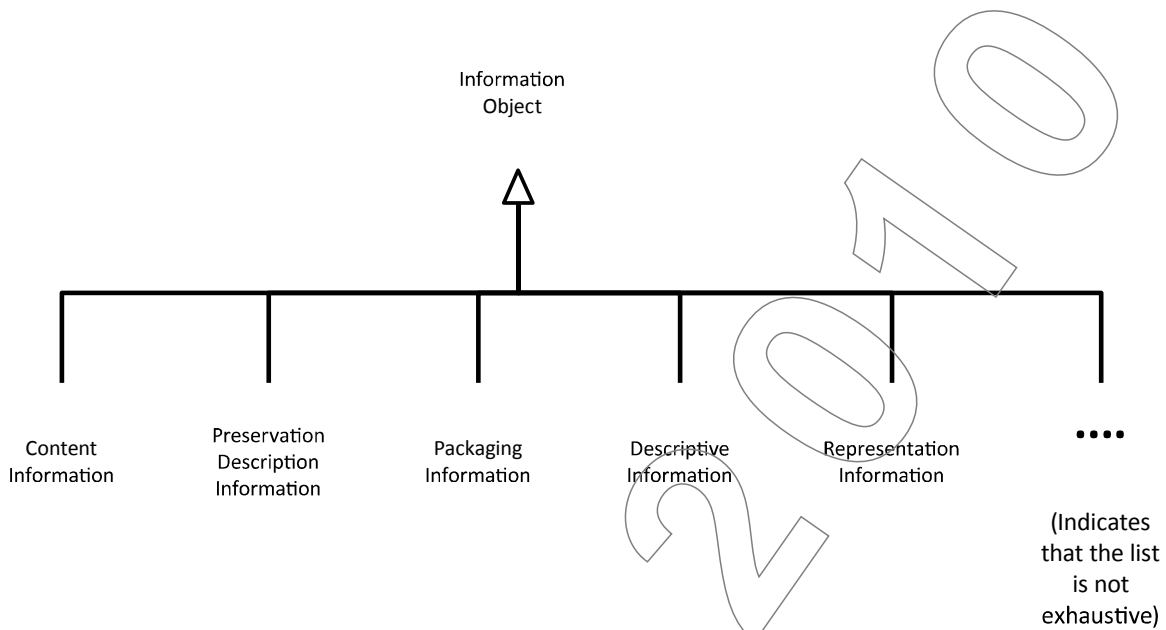 Information
Object
Content
Information
Preservation
Description
Information
Packaging
Information
Descriptive
Information
Representation
Information
....
(Indicates
that the list
is not
exhaustive)
2010